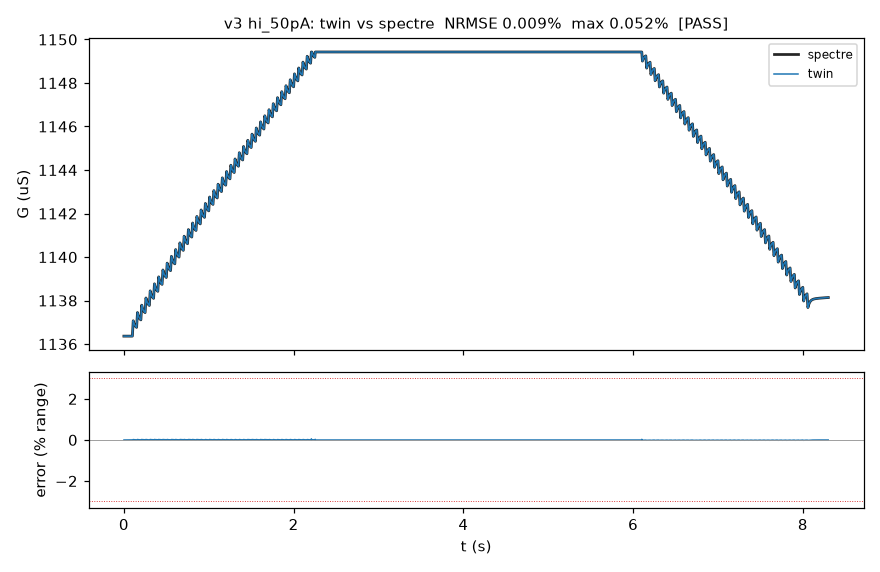 v3 hi_50pA: twin vs spectre  NRMSE 0.009%  max 0.052%  [PASS]
spectre
twin
G (uS)
1150
1148
1146
1144
1142
1140
1138
1136
error (% range)
2
0
−2
0
2
4
6
8
t (s)